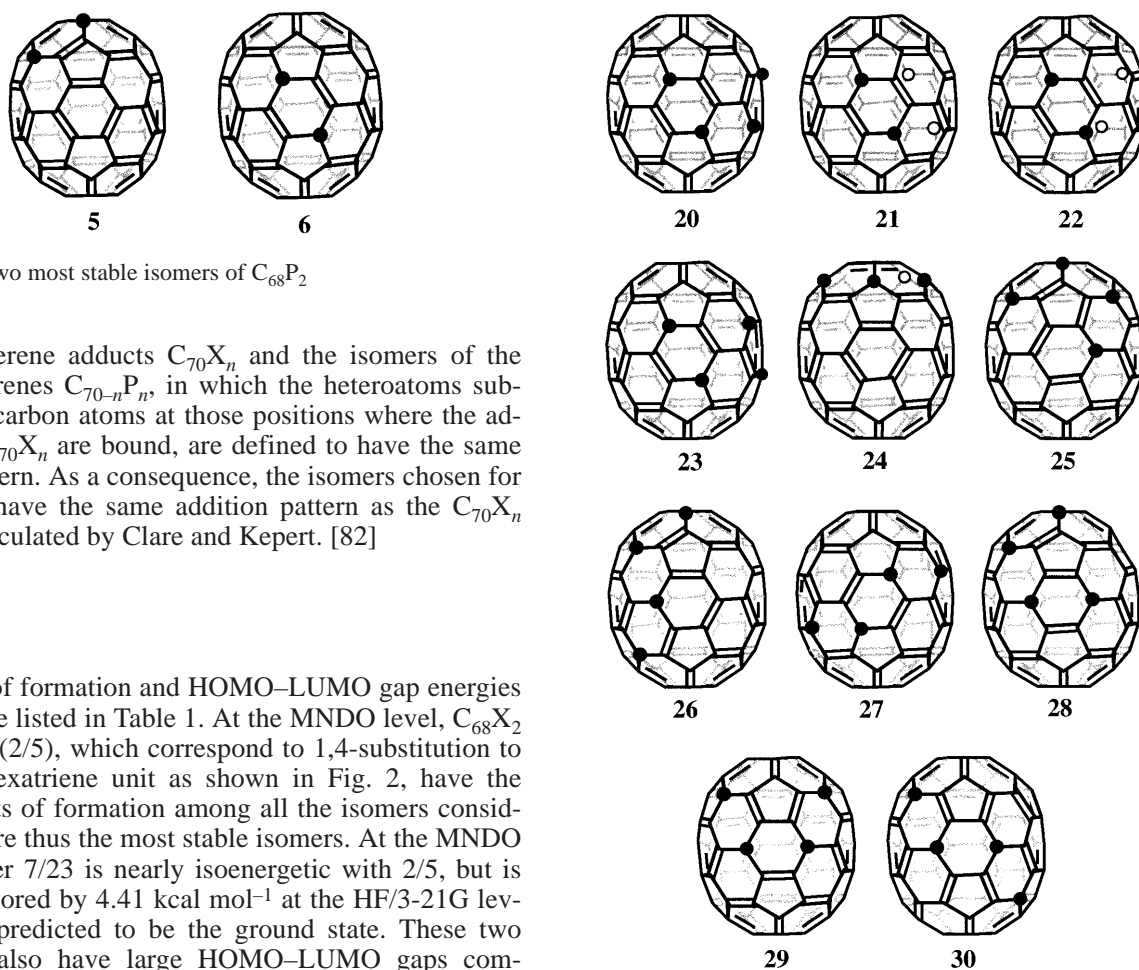 5 6
wo most stable isomers of C68P2
erene adducts C70Xn and the isomers of the
renes C70–nPn, in which the heteroatoms sub-
carbon atoms at those positions where the ad-
70Xn are bound, are defined to have the same
ern. As a consequence, the isomers chosen for
have the same addition pattern as the C70Xn
lculated by Clare and Kepert. [82]
of formation and HOMO–LUMO gap energies
e listed in Table 1. At the MNDO level, C68X2
(2/5), which correspond to 1,4-substitution to
exatriene unit as shown in Fig. 2, have the
ts of formation among all the isomers consid-
re thus the most stable isomers. At the MNDO
er 7/23 is nearly isoenergetic with 2/5, but is
ored by 4.41 kcal mol–1 at the HF/3-21G lev-
predicted to be the ground state. These two
also have large HOMO–LUMO gaps com-
20 21 22
23 24 25
26 27 28
29 30